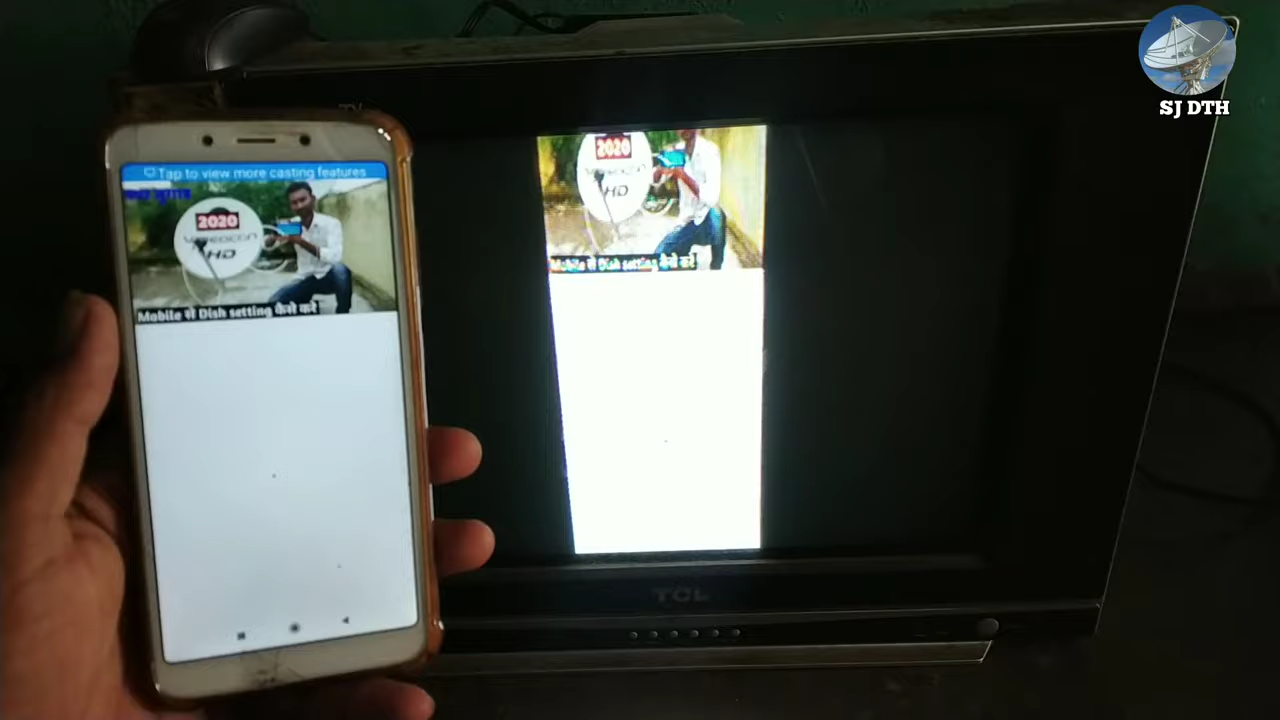 SJ DTH
Tap to view more casting features
2020
VIDEOCON
HD
Mobile से Dish setting कैसे करें
2020
HD
Mobile से Dish setting कैसे करें
TCL